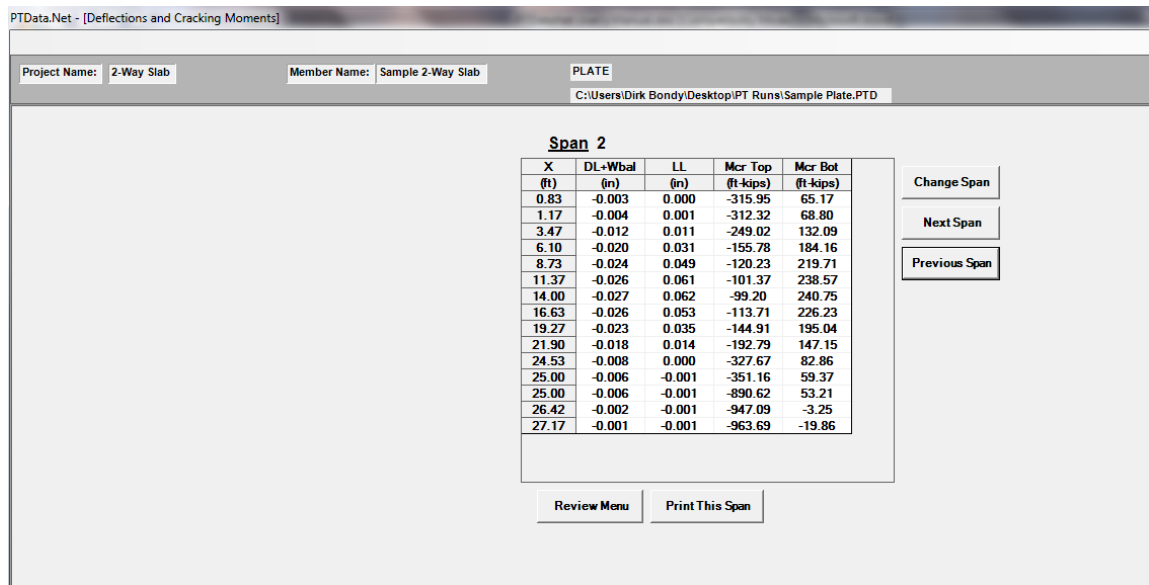 PTData.Net - [Deflections and Cracking Moments]
Project Name: 2-Way Slab Member Name: Sample 2-Way Slab PLATE
C:\Users\Dirk Bondy\Desktop\PT Runs\Sample Plate.PTD
Span 2
X DL+Wbal LL Mcr Top Mcr Bot
(ft) (in) (in) (ft-kips) (ft-kips)
0.83 -0.003 0.000 -315.95 65.17
1.17 -0.004 0.001 -312.32 68.80
3.47 -0.012 0.011 -249.02 132.09
6.10 -0.020 0.031 -155.78 184.16
8.73 -0.024 0.049 -120.23 219.71
11.37 -0.026 0.061 -101.37 238.57
14.00 -0.027 0.062 -99.20 240.75
16.63 -0.026 0.053 -113.71 226.23
19.27 -0.023 0.035 -144.91 195.04
21.90 -0.018 0.014 -192.79 147.15
24.53 -0.008 0.000 -327.67 82.86
25.00 -0.006 -0.001 -351.16 59.37
25.00 -0.006 -0.001 -890.62 53.21
26.42 -0.002 -0.001 -947.09 -3.25
27.17 -0.001 -0.001 -963.69 -19.86
Change Span
Next Span
Previous Span
Review Menu Print This Span